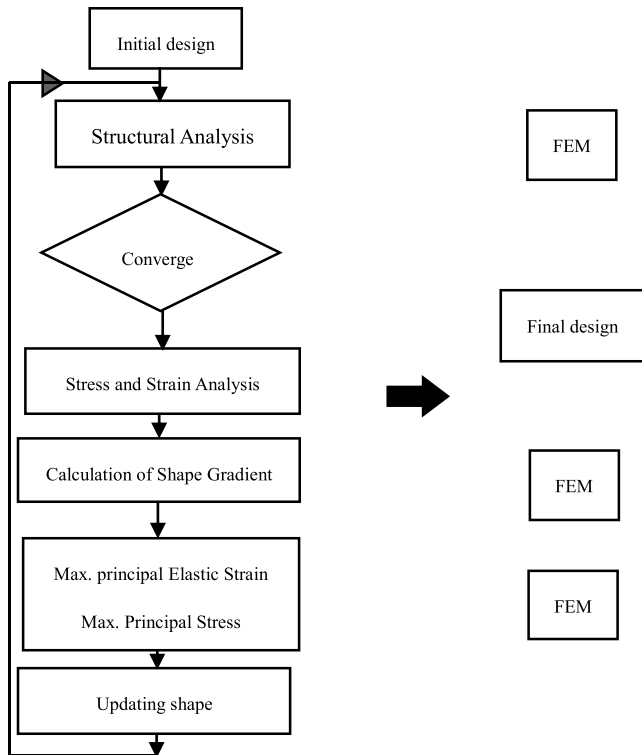 Initial design
Structural Analysis
FEM
Converge
Final design
Stress and Strain Analysis
Calculation of Shape Gradient
FEM
Max. principal Elastic Strain
Max. Principal Stress
FEM
Updating shape